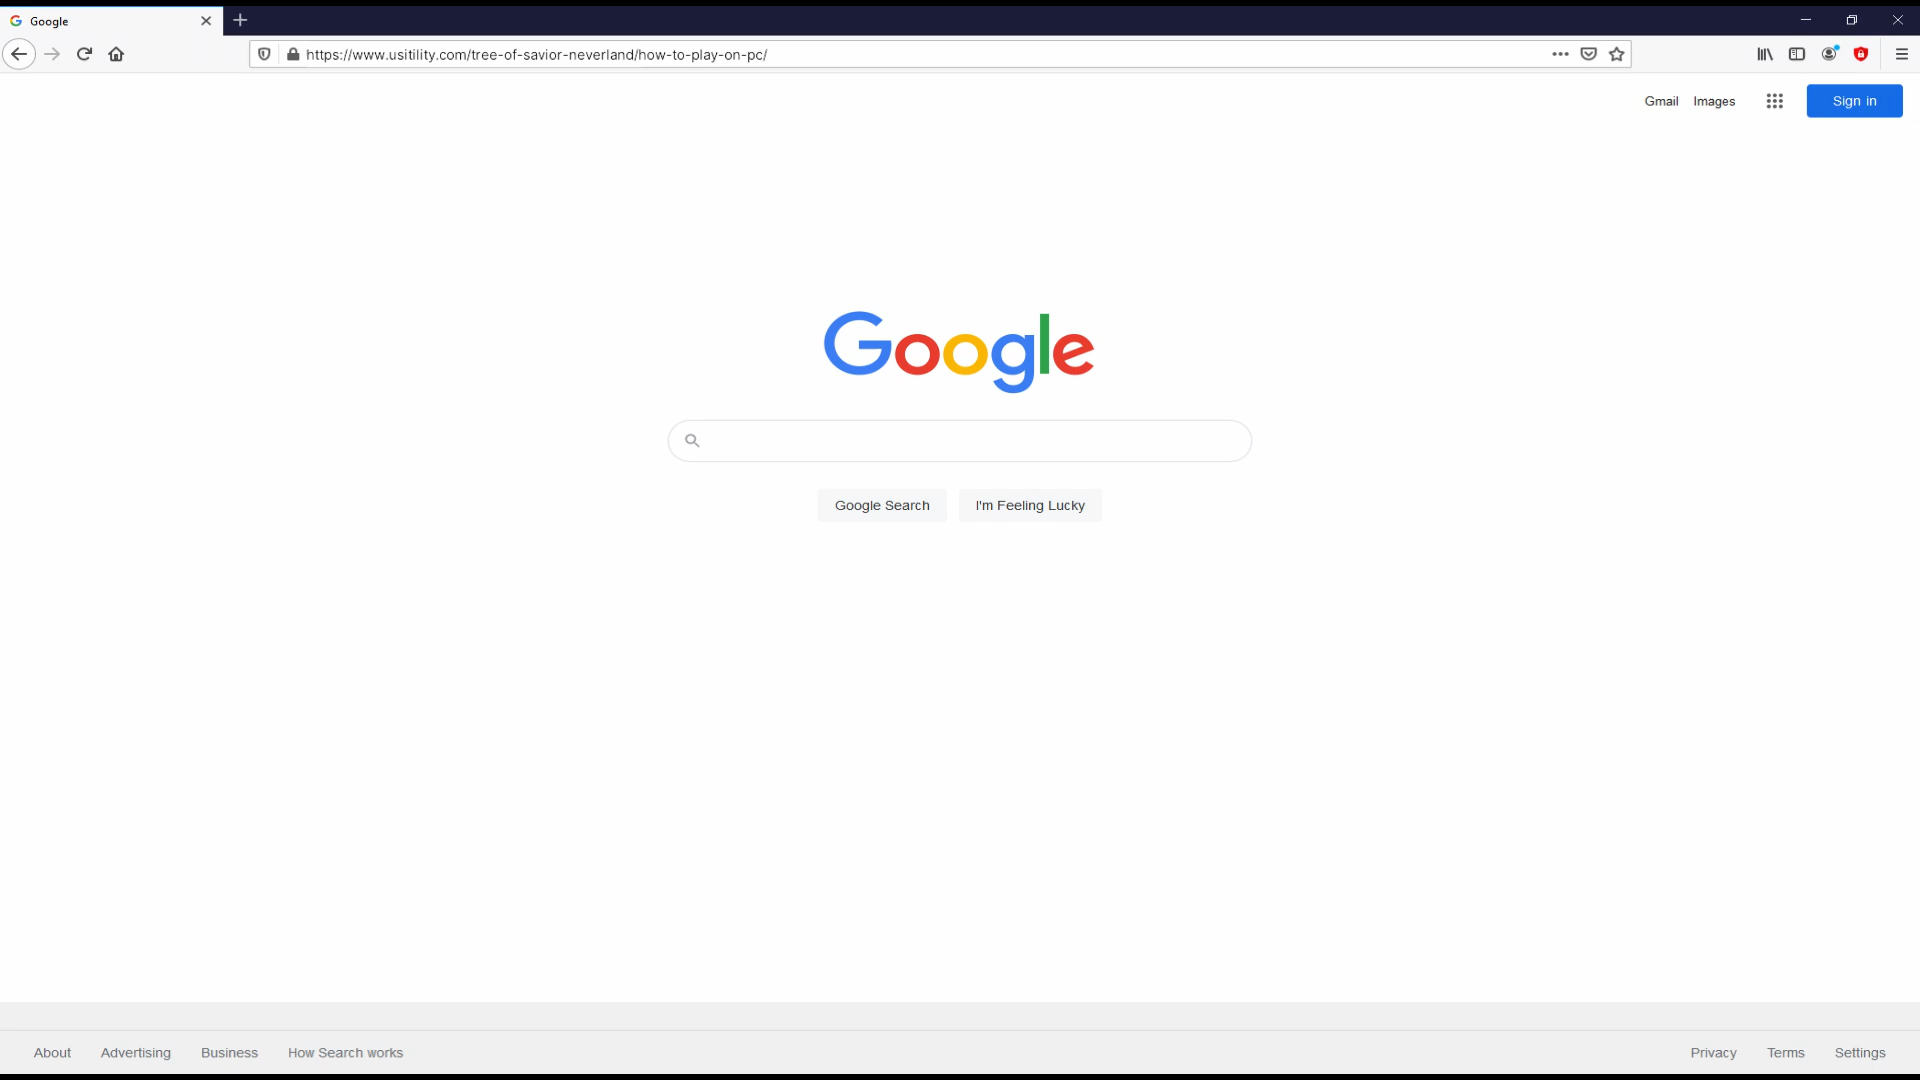 Google
https://www.usitility.com/tree-of-savior-neverland/how-to-play-on-pc/
Gmail Images Sign in
Google
Google Search I'm Feeling Lucky
About Advertising Business How Search works Privacy Terms Settings